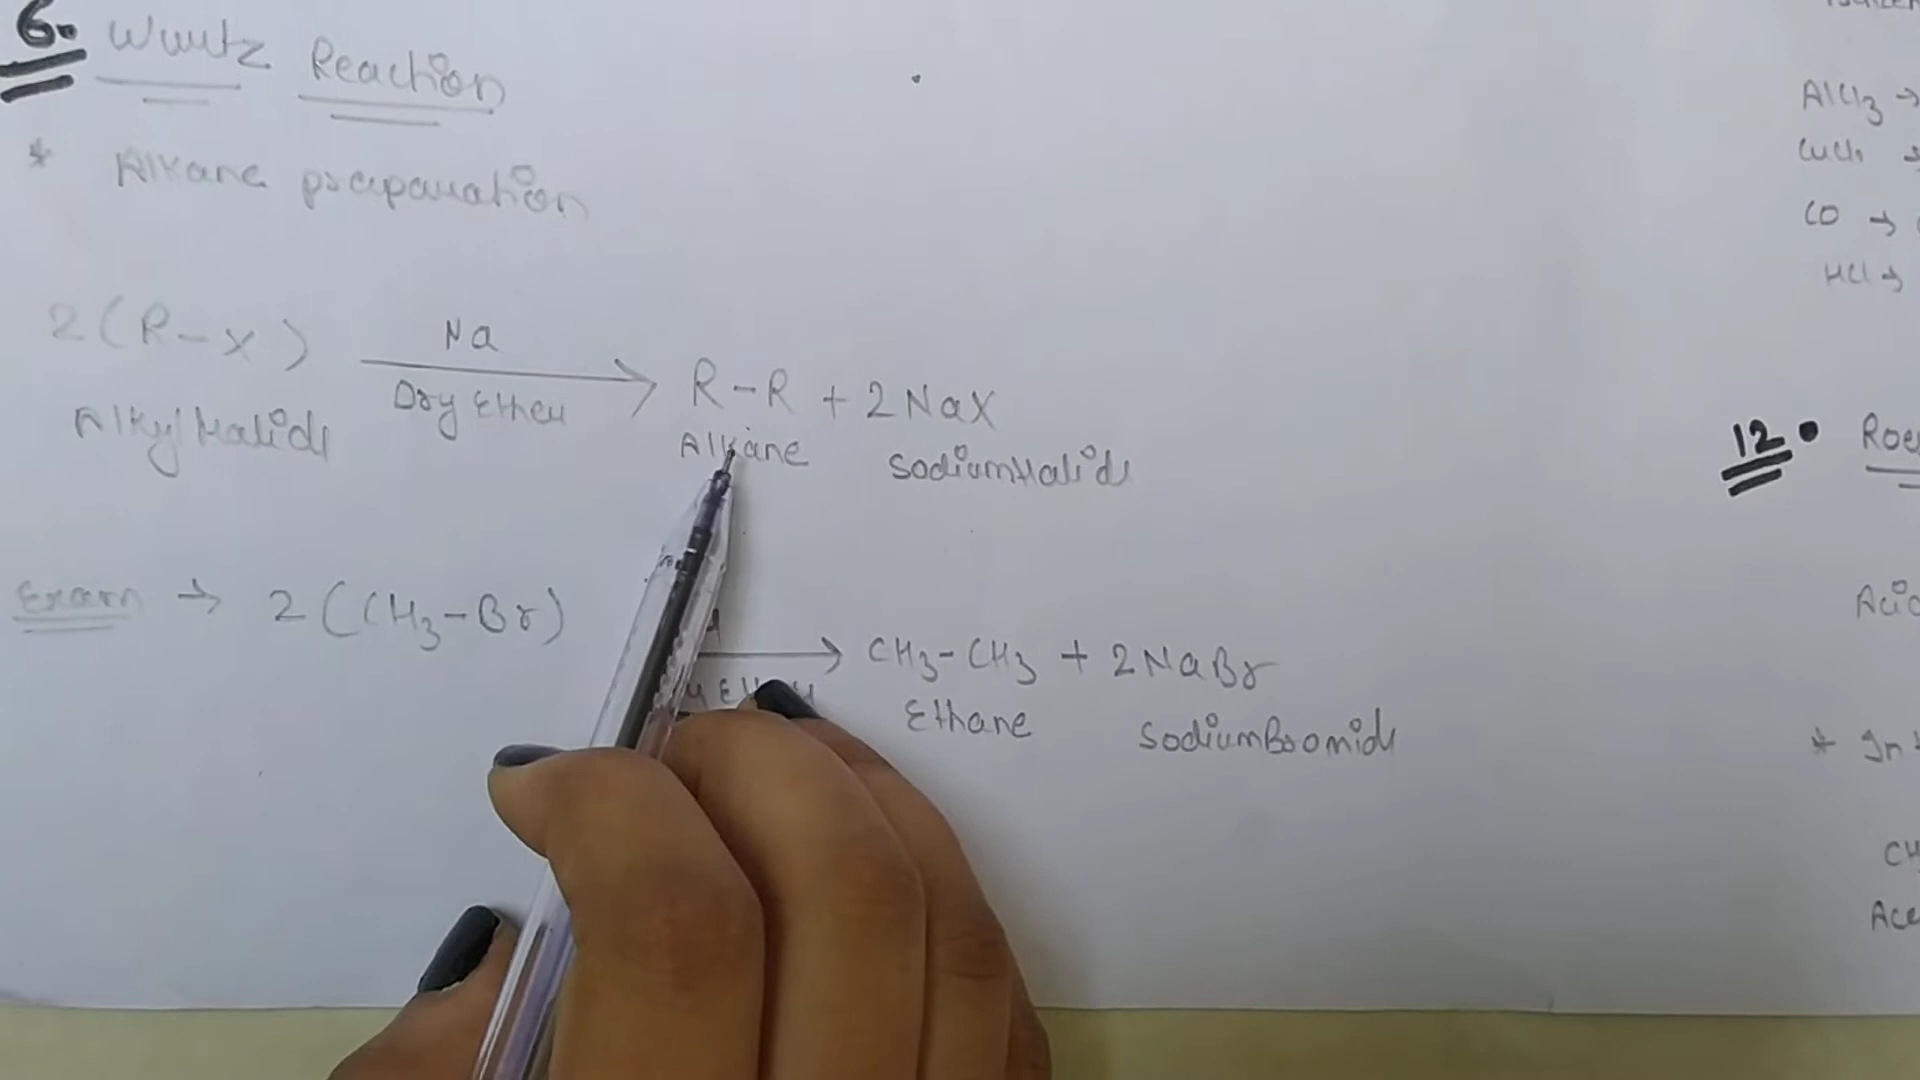 6. Wurtz Reaction
* Alkane preparation
2(R-X) Na Dry Ether → R-R + 2NaX
Alkyl Halide Alkane Sodium Halide
Exam → 2(CH3-Br) → CH3-CH3 + 2NaBr
Ethane Sodium Bromide
AlCl3 →
CO →
HCl →
12.
* In